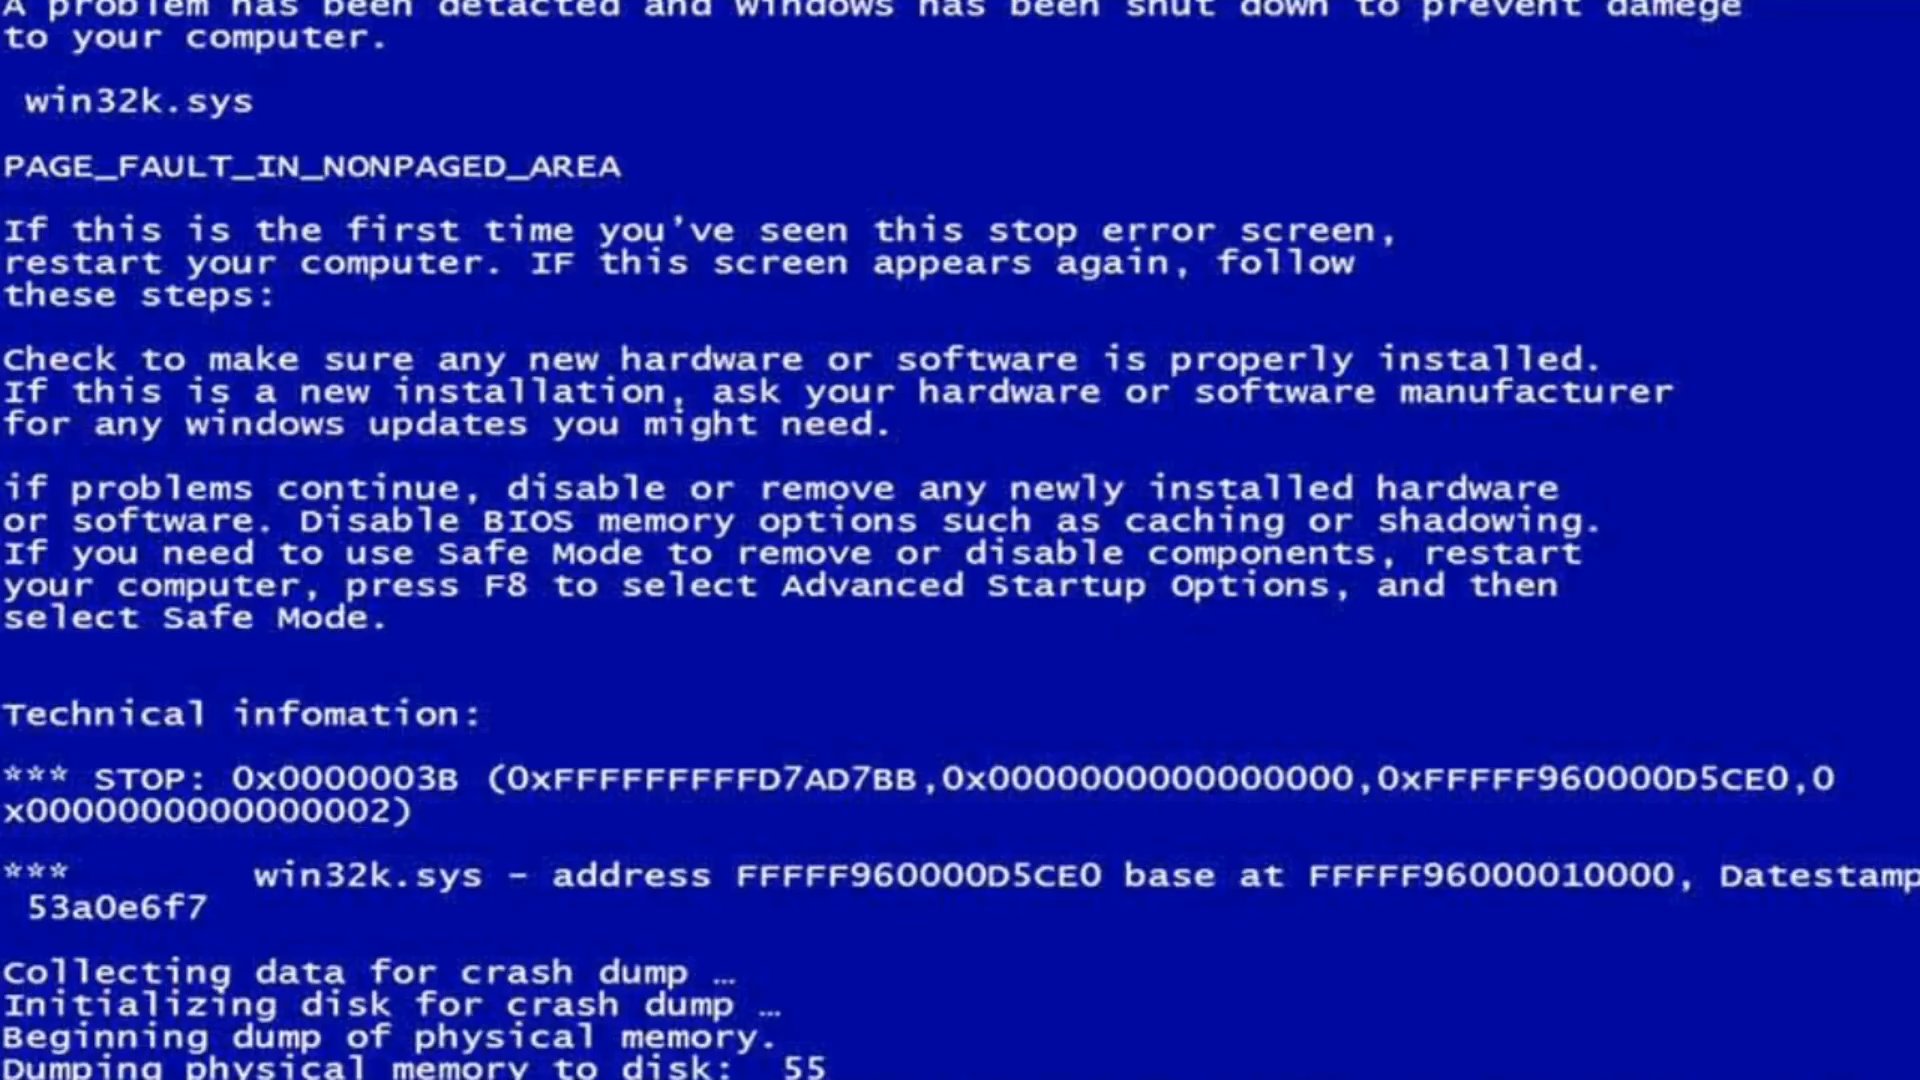 A problem has been detacted and windows has been shut down to prevent damege
to your computer.
win32k.sys
PAGE_FAULT_IN_NONPAGED_AREA
If this is the first time you've seen this stop error screen,
restart your computer. IF this screen appears again, follow
these steps:
Check to make sure any new hardware or software is properly installed.
If this is a new installation, ask your hardware or software manufacturer
for any windows updates you might need.
if problems continue, disable or remove any newly installed hardware
or software. Disable BIOS memory options such as caching or shadowing.
If you need to use Safe Mode to remove or disable components, restart
your computer, press F8 to select Advanced Startup Options, and then
select Safe Mode.
Technical infomation:
*** STOP: 0x0000003B (0xFFFFFFFFFD7AD7BB,0x0000000000000000,0xFFFFF960000D5CE0,0
x0000000000000002)
*** win32k.sys – address FFFFF960000D5CE0 base at FFFFF96000010000, Datestamp
53a0e6f7
Collecting data for crash dump …
Initializing disk for crash dump …
Beginning dump of physical memory.
Dumping physical memory to disk: 55